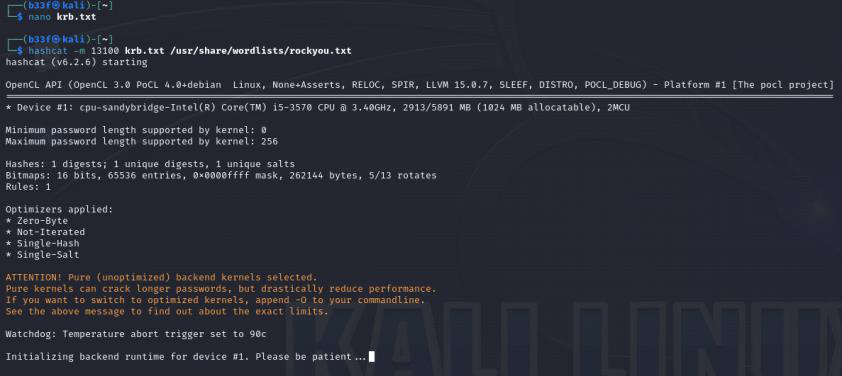 ┌──(b33f㉿kali)-[~]
└─$ nano krb.txt
┌──(b33f㉿kali)-[~]
└─$ hashcat -m 13100 krb.txt /usr/share/wordlists/rockyou.txt
hashcat (v6.2.6) starting
OpenCL API (OpenCL 3.0 PoCL 4.0+debian  Linux, None+Asserts, RELOC, SPIR, LLVM 15.0.7, SLEEF, DISTRO, POCL_DEBUG) - Platform #1 [The pocl project]
* Device #1: cpu-sandybridge-Intel(R) Core(TM) i5-3570 CPU @ 3.40GHz, 2913/5891 MB (1024 MB allocatable), 2MCU
Minimum password length supported by kernel: 0
Maximum password length supported by kernel: 256
Hashes: 1 digests; 1 unique digests, 1 unique salts
Bitmaps: 16 bits, 65536 entries, 0x0000ffff mask, 262144 bytes, 5/13 rotates
Rules: 1
Optimizers applied:
* Zero-Byte
* Not-Iterated
* Single-Hash
* Single-Salt
ATTENTION! Pure (unoptimized) backend kernels selected.
Pure kernels can crack longer passwords, but drastically reduce performance.
If you want to switch to optimized kernels, append -O to your commandline.
See the above message to find out about the exact limits.
Watchdog: Temperature abort trigger set to 90c
Initializing backend runtime for device #1. Please be patient...
KALI LINUX